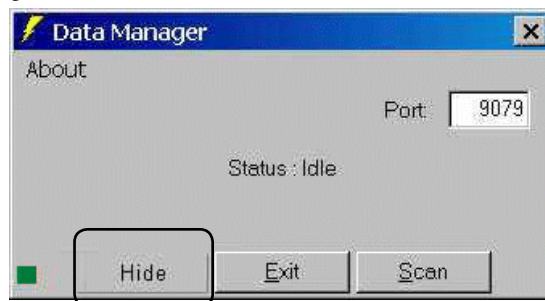 Data Manager
About
Port: 9079
Status : Idle
Hide Exit Scan